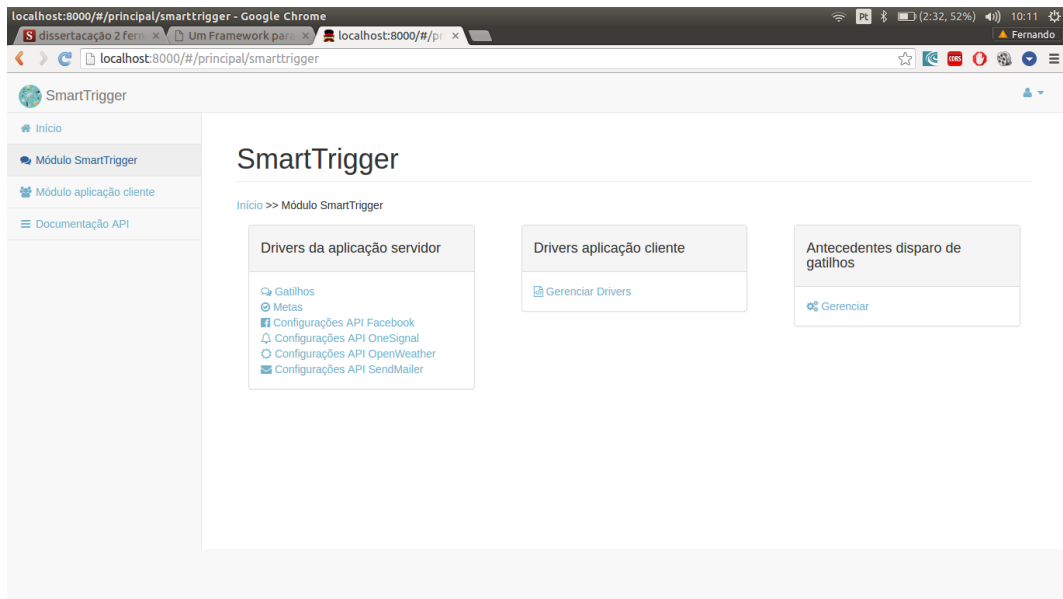 localhost:8000/#/principal/smarttrigger - Google Chrome
Pt (2:32, 52%) 10:11
dissertacação 2 fern
Um Framework para
localhost:8000/#/pr
Fernando
localhost:8000/#/principal/smarttrigger
CORS
SmartTrigger
Início
Módulo SmartTrigger
Módulo aplicação cliente
Documentação API
SmartTrigger
Início >> Módulo SmartTrigger
Drivers da aplicação servidor
Gatilhos
Metas
Configurações API Facebook
Configurações API OneSignal
Configurações API OpenWeather
Configurações API SendMailer
Drivers aplicação cliente
Gerenciar Drivers
Antecedentes disparo de
gatilhos
Gerenciar